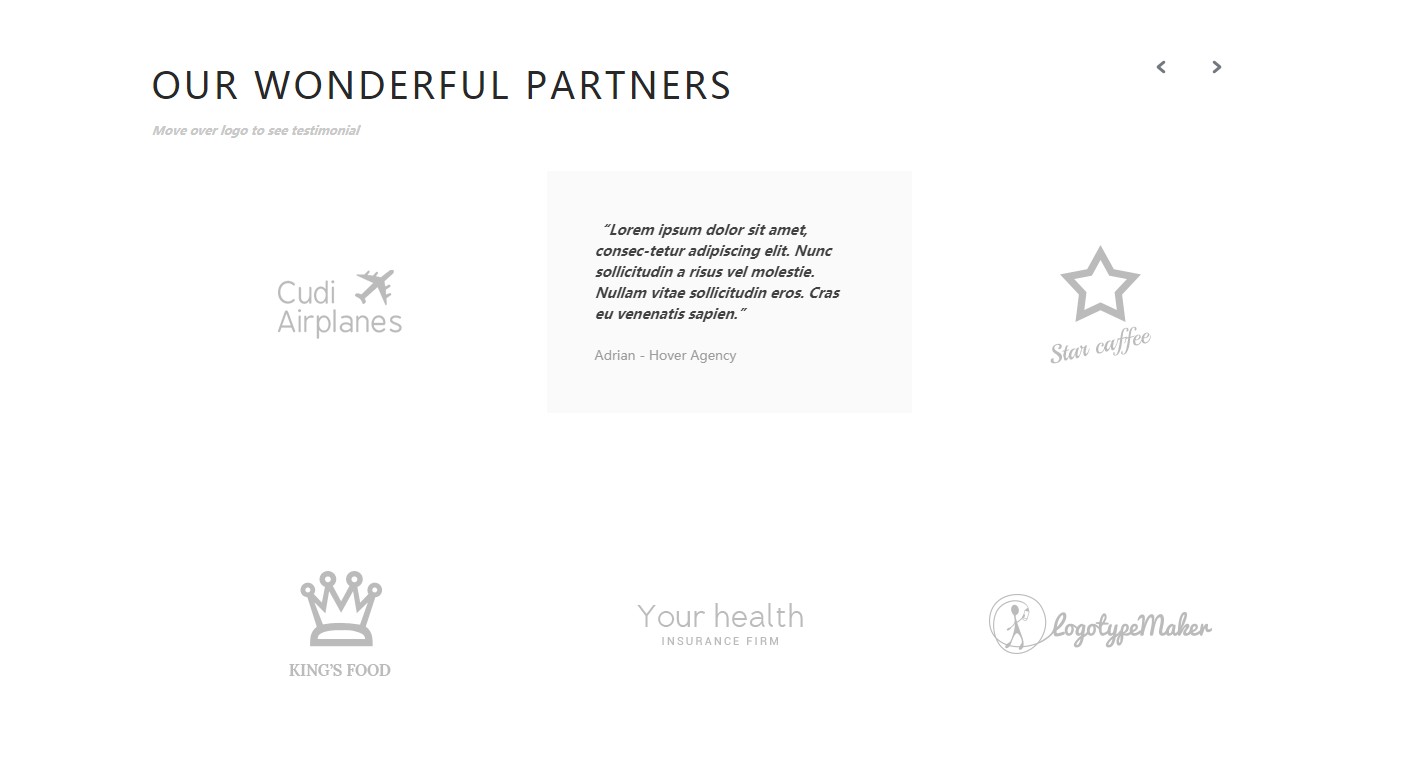 OUR WONDERFUL PARTNERS
Move over logo to see testimonial
Cudi
Airplanes
“Lorem ipsum dolor sit amet,
consec-tetur adipiscing elit. Nunc
sollicitudin a risus vel molestie.
Nullam vitae sollicitudin eros. Cras
eu venenatis sapien.”
Adrian - Hover Agency
Star caffee
KING'S FOOD
Your health
INSURANCE FIRM
LogotypeMaker